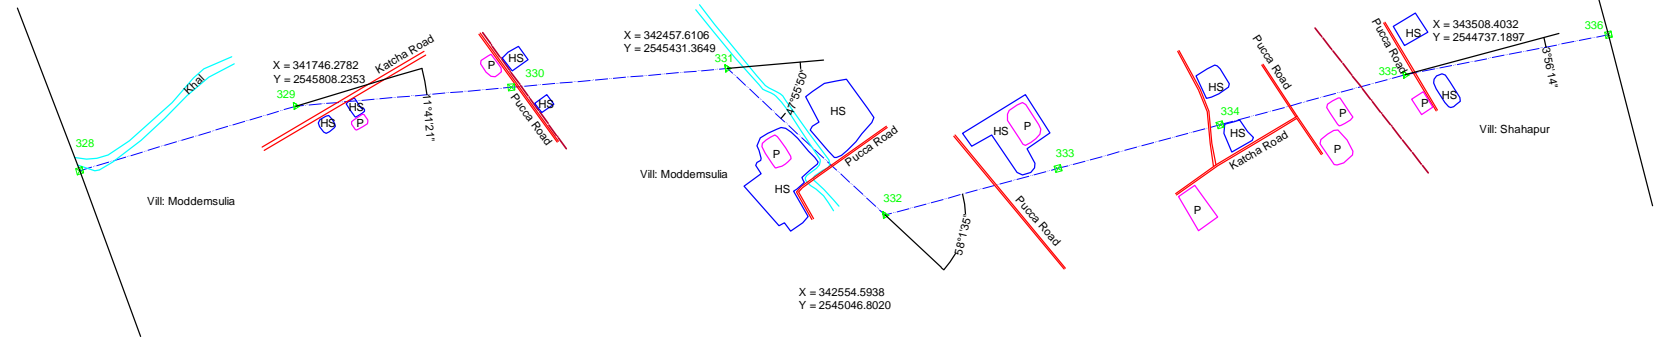 328
Khal
Vill: Moddemsulia
X = 341746.2782
Y = 2545808.2353
329
Katcha Road
HS
HS
P
11°41'21"
P
HS
330
HS
Pucca Road
X = 342457.6106
Y = 2545431.3649
331
47°55'50"
HS
P
HS
Pucca Road
Vill: Moddemsulia
332
X = 342554.5938
Y = 2545046.8020
58°1'35"
HS
P
333
Pucca Road
HS
334
HS
Katcha Road
P
Pucca Road
P
P
Pucca Road
HS
X = 343508.4032
Y = 2544737.1897
335
P
HS
3°56'14"
336
Vill: Shahapur